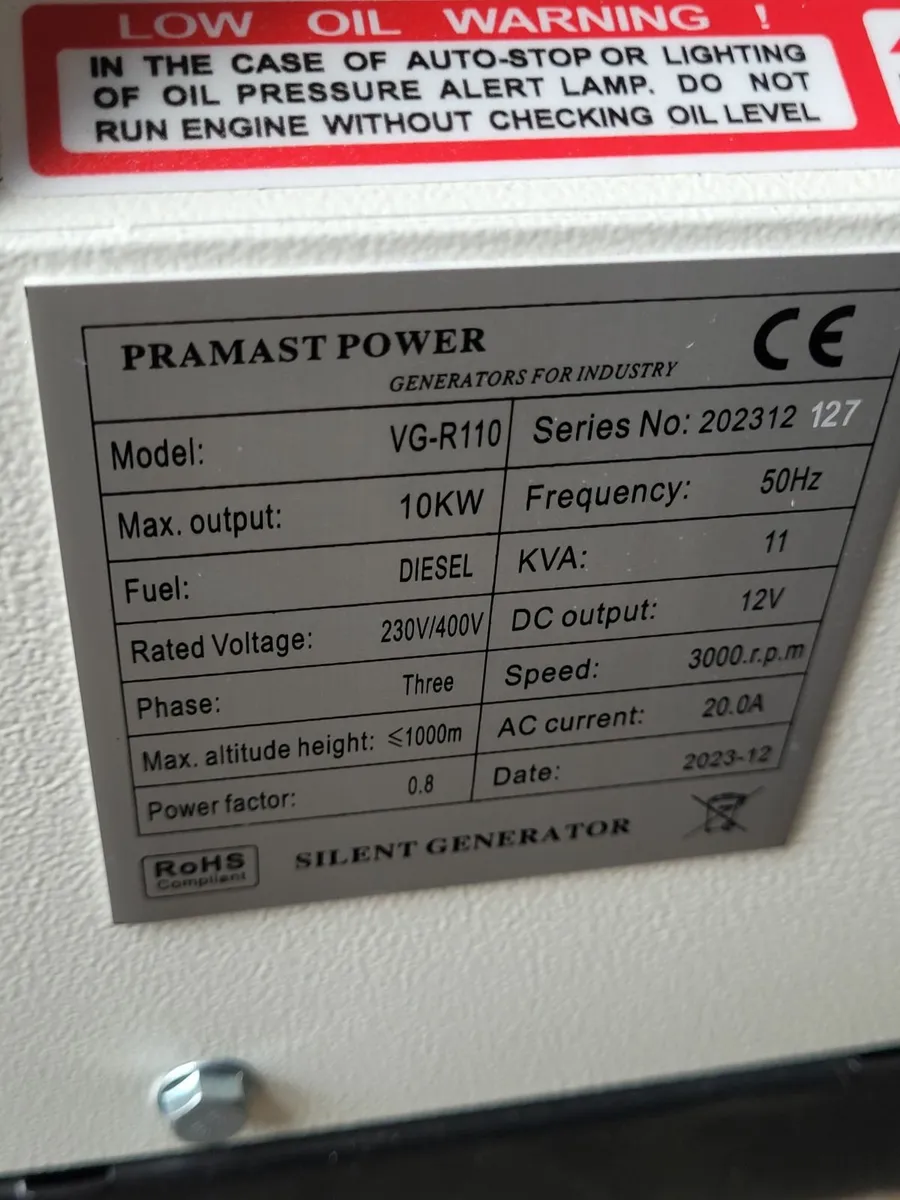 LOW OIL WARNING !
IN THE CASE OF AUTO-STOP OR LIGHTING
OF OIL PRESSURE ALERT LAMP. DO NOT
RUN ENGINE WITHOUT CHECKING OIL LEVEL
PRAMAST POWER
GENERATORS FOR INDUSTRY
CE
Model: VG-R110 Series No: 202312 127
Max. output: 10KW Frequency: 50Hz
Fuel: DIESEL KVA: 11
Rated Voltage: 230V/400V DC output: 12V
Phase: Three Speed: 3000.r.p.m
Max. altitude height: ≤1000m AC current: 20.0A
Power factor: 0.8 Date: 2023-12
RoHS
Compliant
SILENT GENERATOR